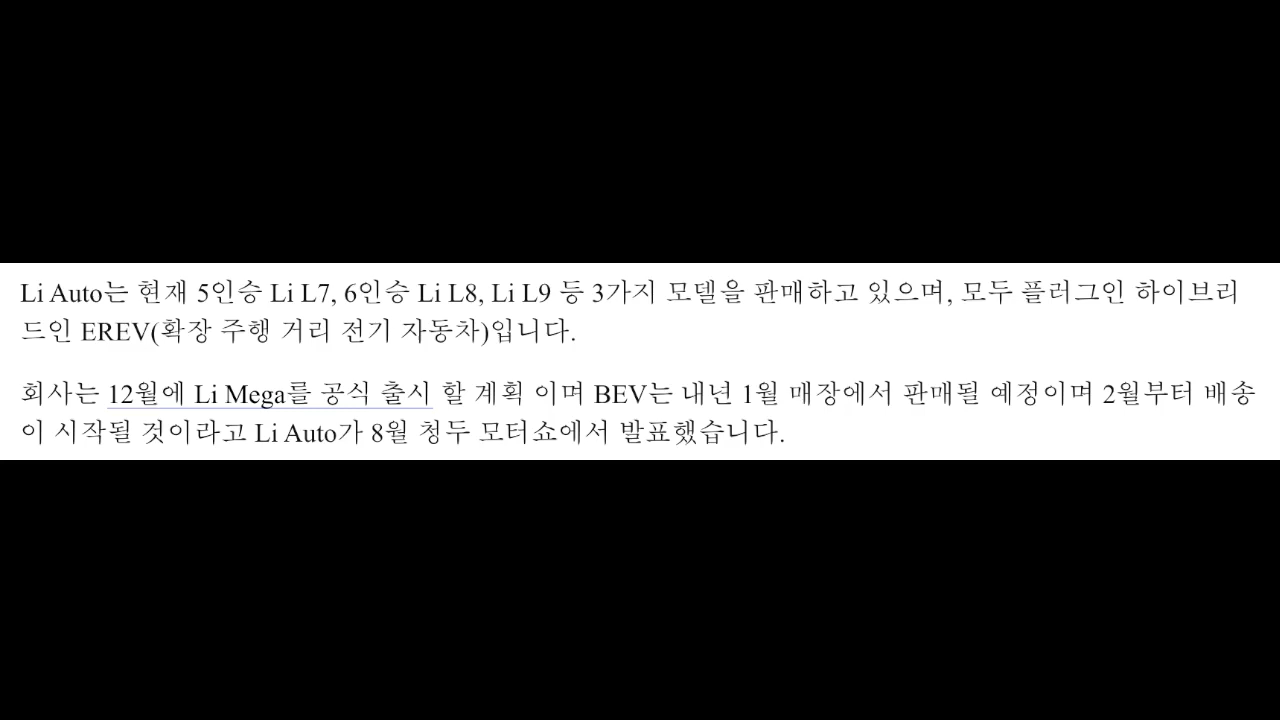 Li Auto는 현재 5인승 Li L7, 6인승 Li L8, Li L9 등 3가지 모델을 판매하고 있으며, 모두 플러그인 하이브리
드인 EREV(확장 주행 거리 전기 자동차)입니다.
회사는 12월에 Li Mega를 공식 출시 할 계획 이며 BEV는 내년 1월 매장에서 판매될 예정이며 2월부터 배송
이 시작될 것이라고 Li Auto가 8월 청두 모터쇼에서 발표했습니다.